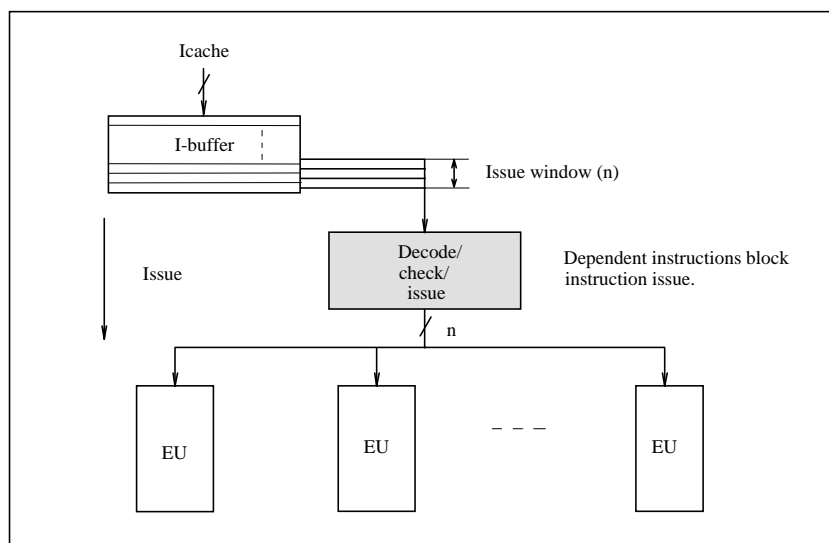 Icache
I-buffer
Issue window (n)
Decode/
check/
issue
Dependent instructions block
instruction issue.
Issue
n
EU
EU
EU